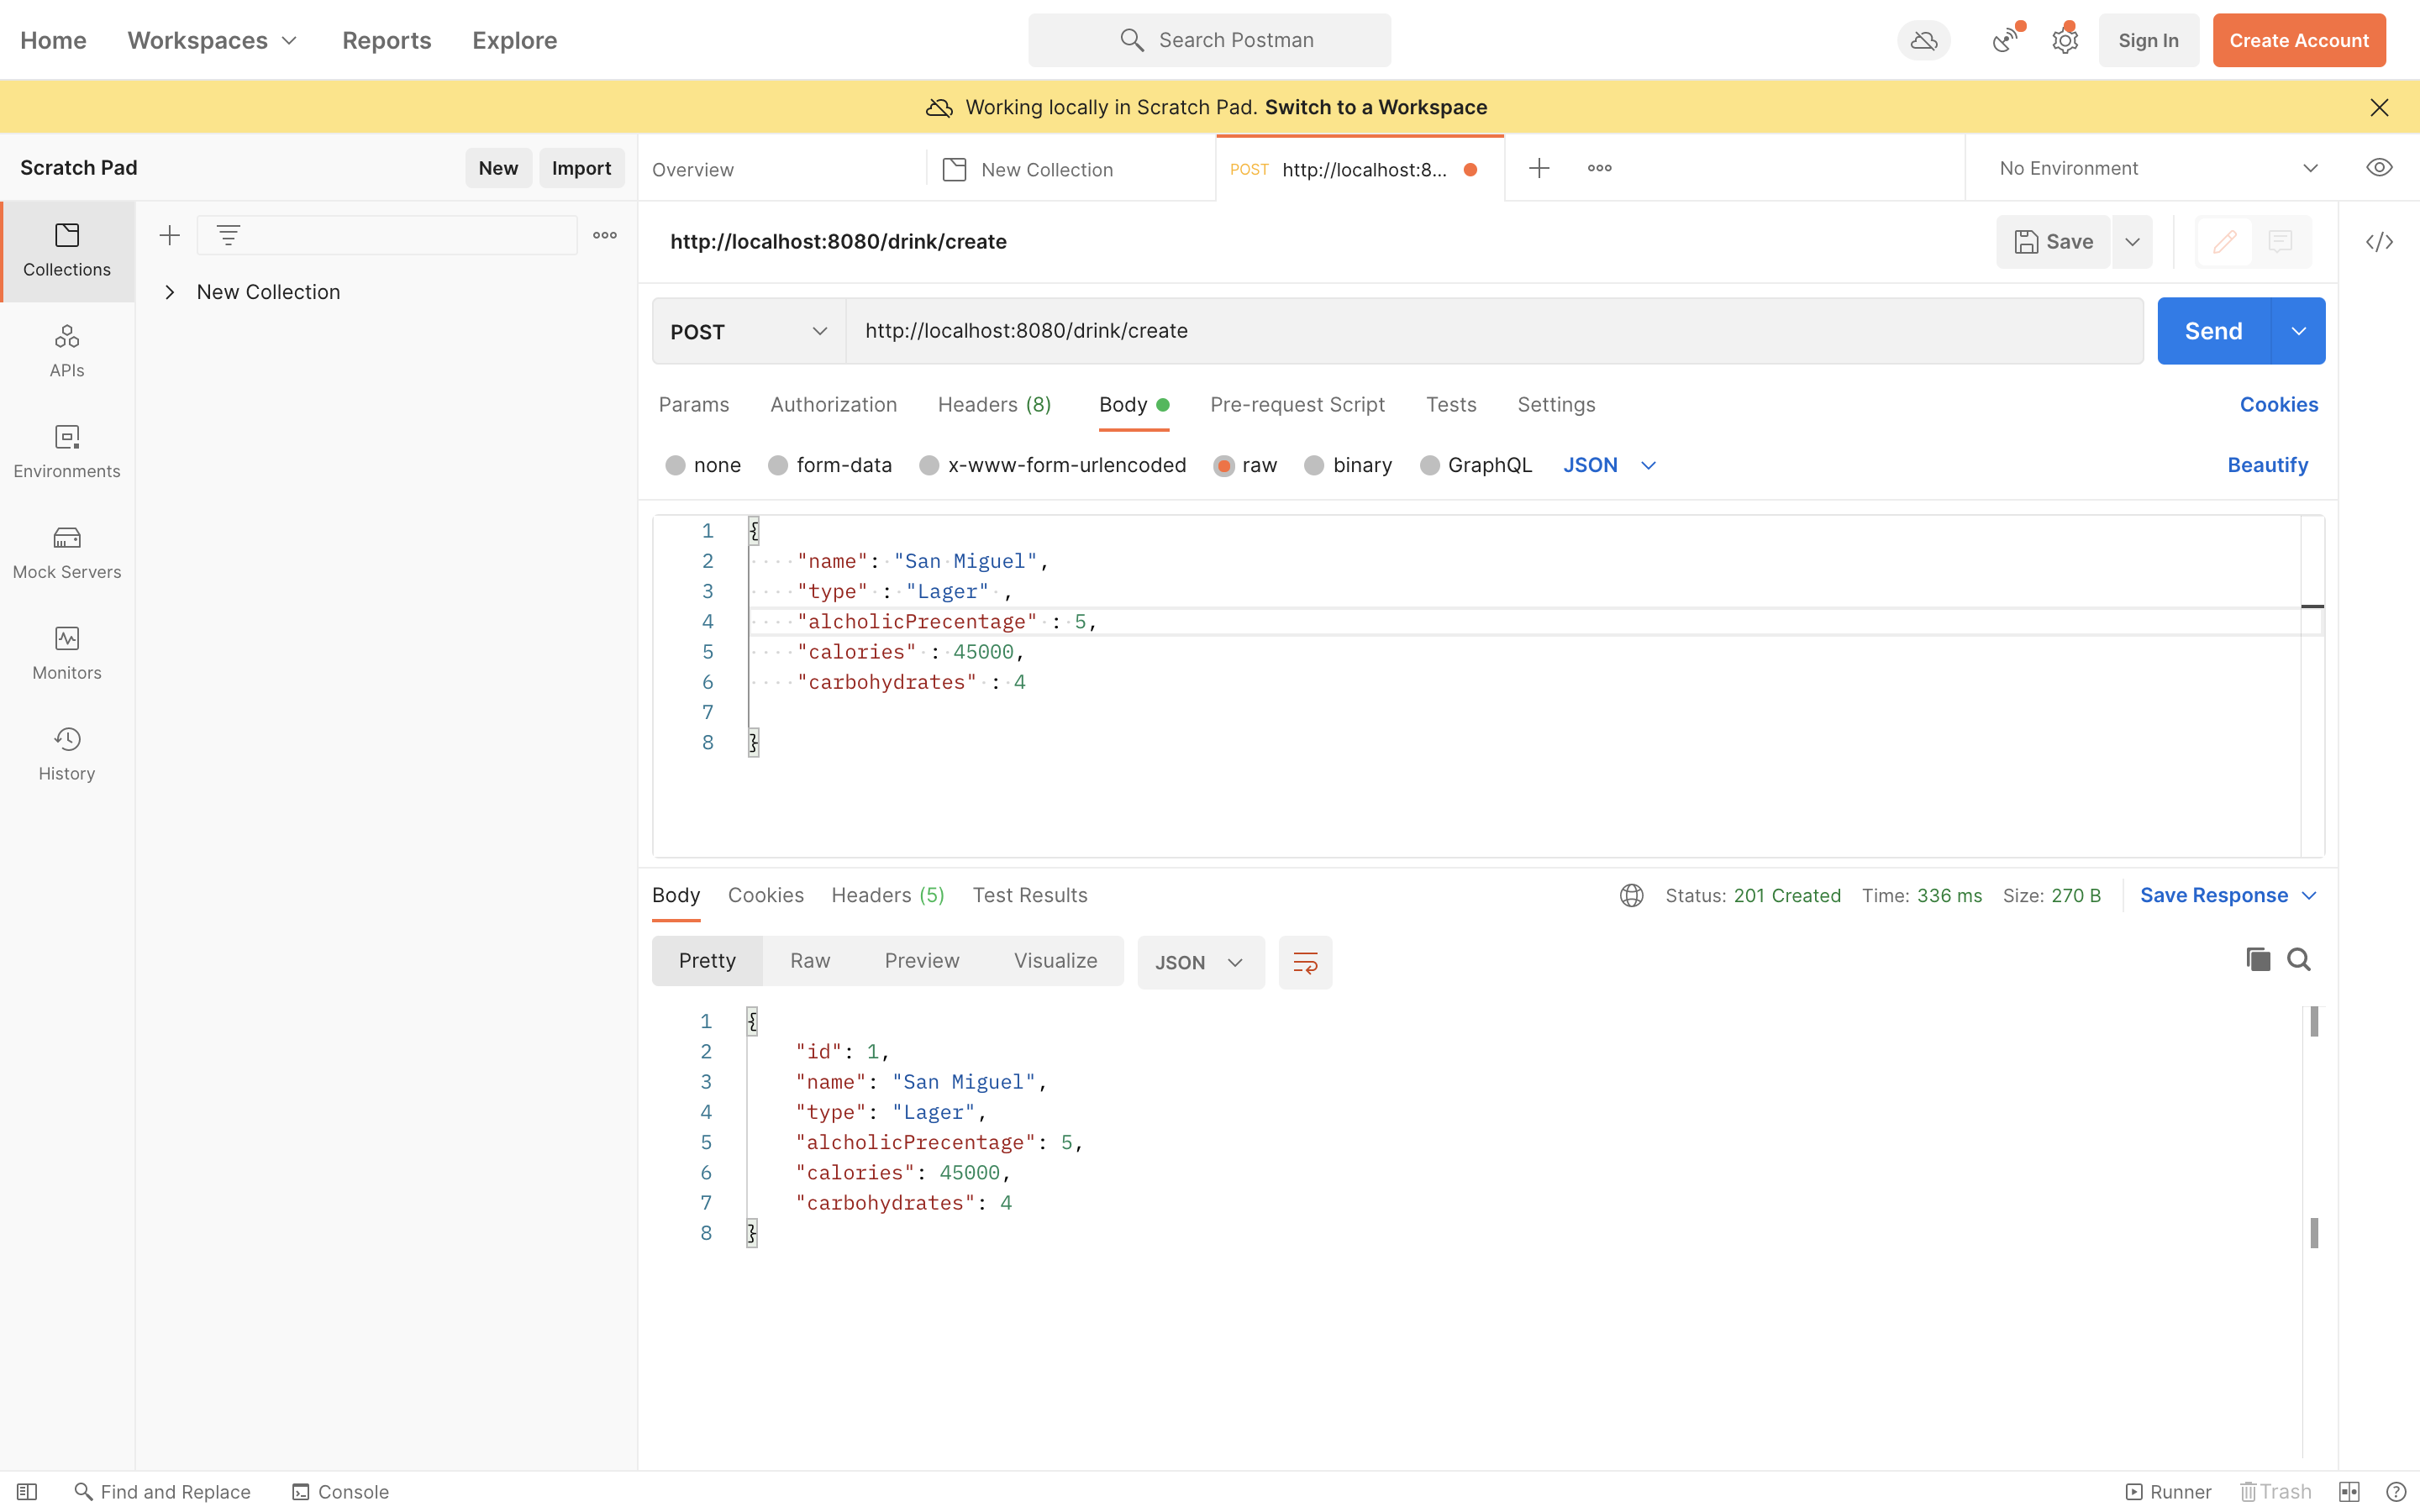 Home Workspaces Reports Explore Search Postman Sign In Create Account
Working locally in Scratch Pad. Switch to a Workspace
Scratch Pad New Import Overview New Collection POST http://localhost:8... No Environment
http://localhost:8080/drink/create Save
Collections
New Collection
APIs
Environments
Mock Servers
Monitors
History
POST http://localhost:8080/drink/create Send
Params Authorization Headers (8) Body Pre-request Script Tests Settings Cookies
none form-data x-www-form-urlencoded raw binary GraphQL JSON Beautify
1 {
2 "name": "San Miguel",
3 "type" : "Lager" ,
4 "alcholicPrecentage" : 5,
5 "calories" : 45000,
6 "carbohydrates" : 4
7
8 }
Body Cookies Headers (5) Test Results Status: 201 Created Time: 336 ms Size: 270 B Save Response
Pretty Raw Preview Visualize JSON
1 {
2 "id": 1,
3 "name": "San Miguel",
4 "type": "Lager",
5 "alcholicPrecentage": 5,
6 "calories": 45000,
7 "carbohydrates": 4
8 }
Find and Replace Console Runner Trash